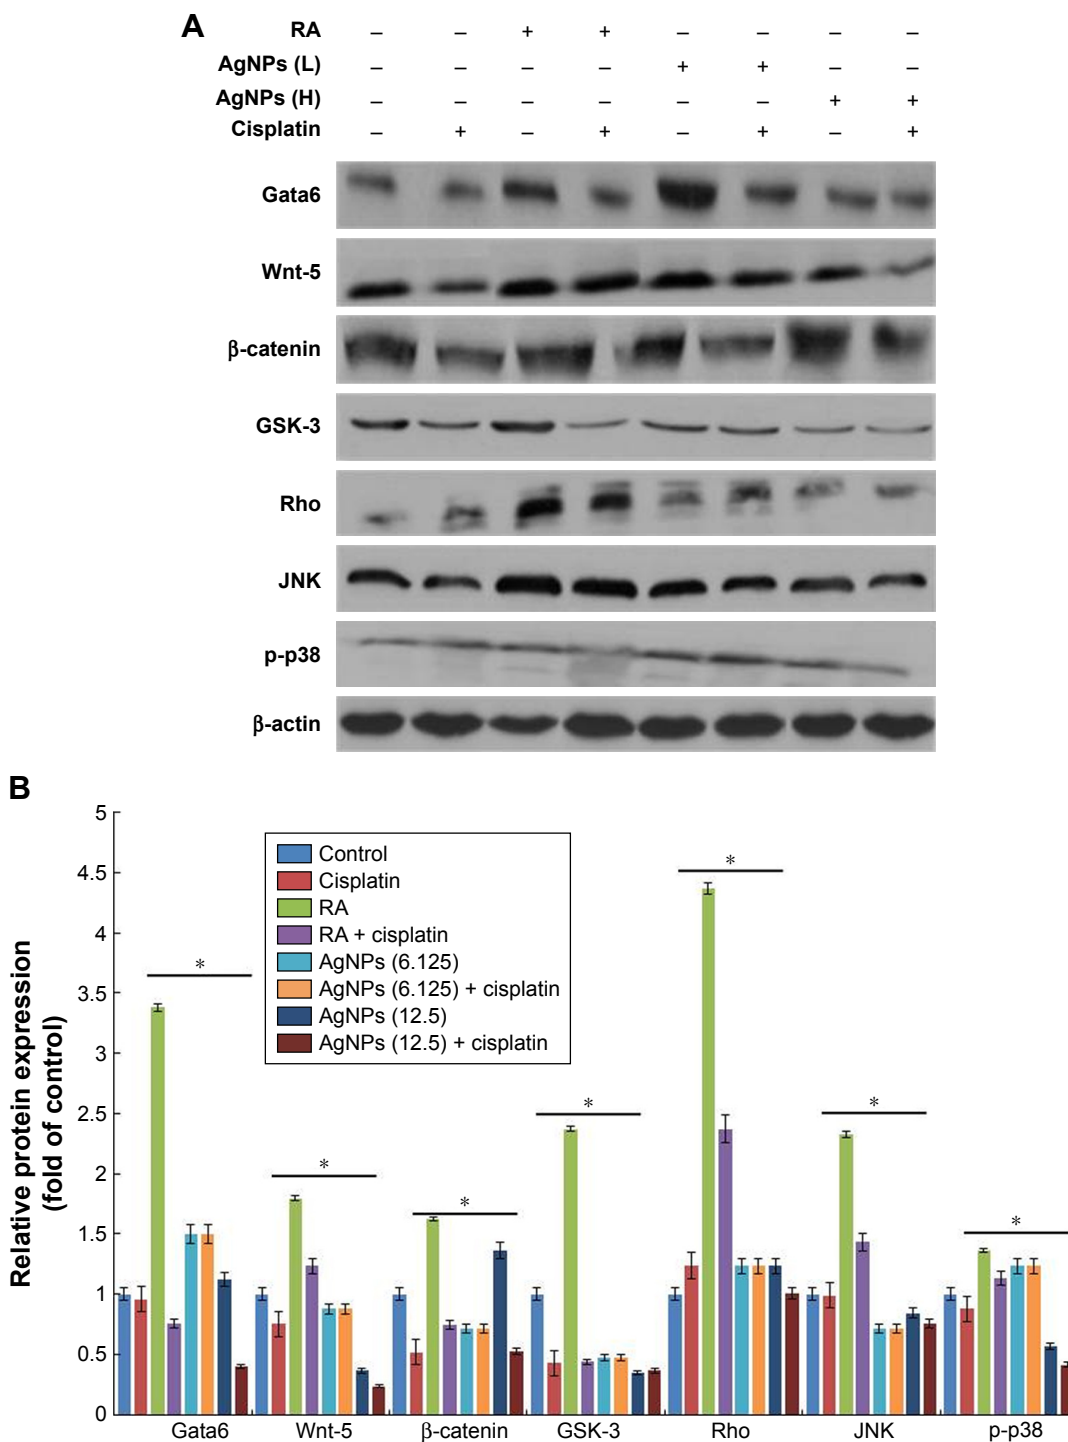 A
RA – – + + – – – –
AgNPs (L) – – – – + + – –
AgNPs (H) – – – – – – + +
Cisplatin – + – + – + – +
Gata6
Wnt-5
β-catenin
GSK-3
Rho
JNK
p-p38
β-actin
B
Relative protein expression
(fold of control)
5
4.5
4
3.5
3
2.5
2
1.5
1
0.5
0
Control
Cisplatin
RA
RA + cisplatin
AgNPs (6.125)
AgNPs (6.125) + cisplatin
AgNPs (12.5)
AgNPs (12.5) + cisplatin
*
*
*
*
*
*
*
Gata6 Wnt-5 β-catenin GSK-3 Rho JNK p-p38